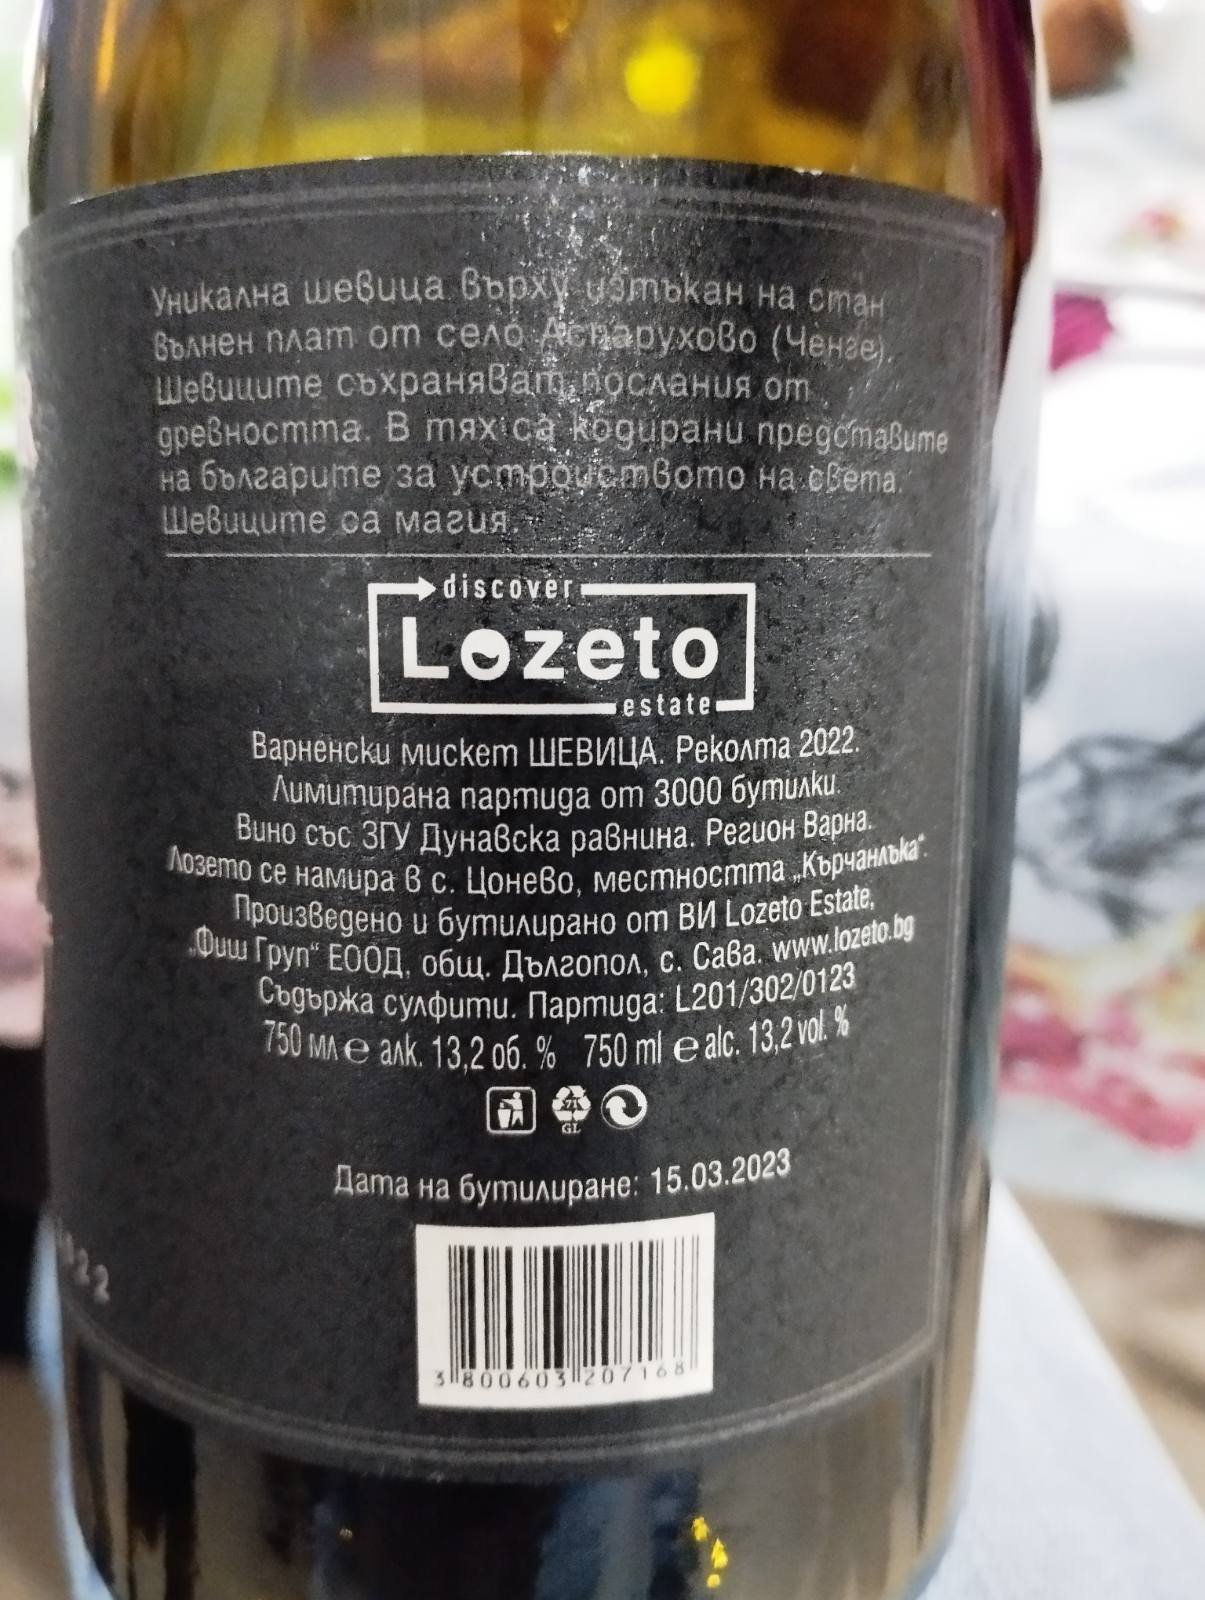 Уникална шевица върху изтъкан на стан
вълнен плат от село Аспарухово (Ченге).
Шевиците съхраняват послания от
древността. В тях са кодирани представите
на българите за устройството на света.
Шевиците са магия.
discover
Lozeto
estate
Варненски мискет ШЕВИЦА. Реколта 2022.
Лимитирана партида от 3000 бутилки.
Вино със ЗГУ Дунавска равнина. Регион Варна.
Лозето се намира в с. Цонево, местността „Кърчанлъка“.
Произведено и бутилирано от ВИ Lozeto Estate,
„Фиш Груп“ ЕООД, общ. Дългопол, с. Сава. www.lozeto.bg
Съдържа сулфити. Партида: L201/302/0123
750 мл e алк. 13,2 об. % 750 ml e alc. 13,2 vol. %
71
GL
Дата на бутилиране: 15.03.2023
3 800603 207168